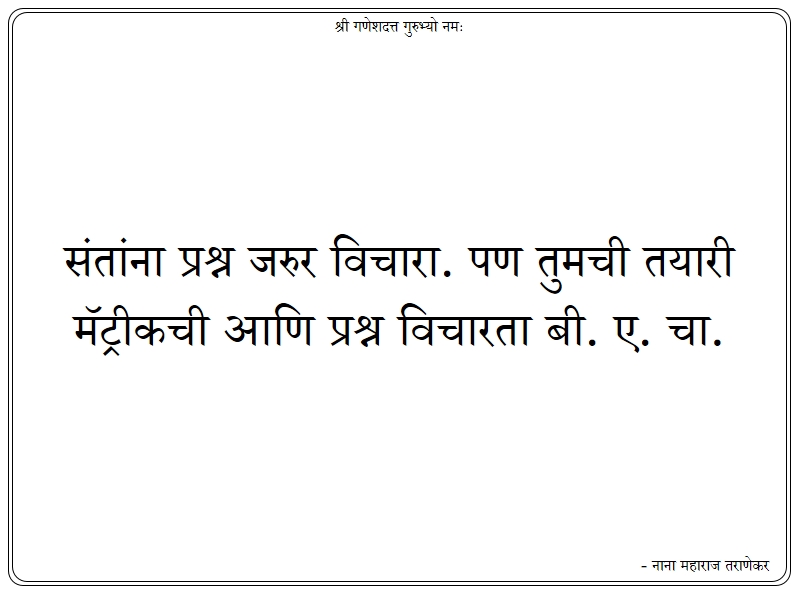 श्री गणेशदत्त गुरुभ्यो नमः
संतांना प्रश्न जरुर विचारा. पण तुमची तयारी
मॅट्रीकची आणि प्रश्न विचारता बी. ए. चा.
- नाना महाराज तराणेकर